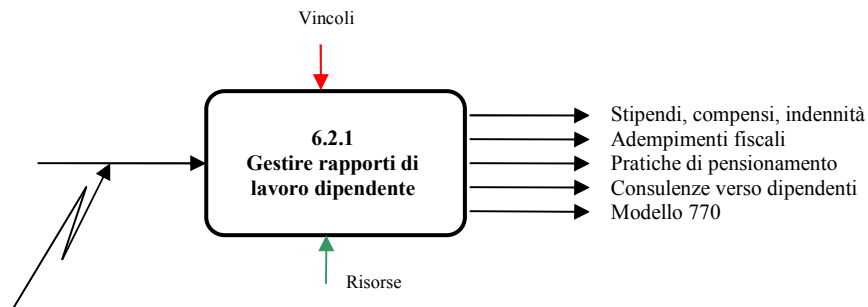 Vincoli
6.2.1
Gestire rapporti di
lavoro dipendente
Stipendi, compensi, indennità
Adempimenti fiscali
Pratiche di pensionamento
Consulenze verso dipendenti
Modello 770
Risorse